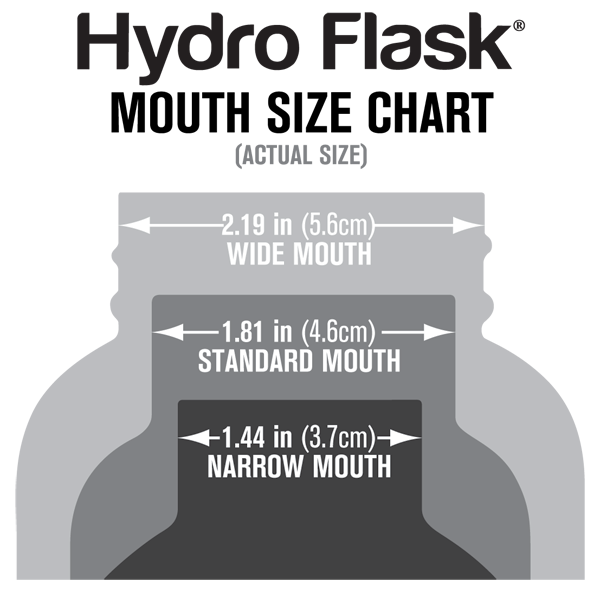 Hydro Flask®
MOUTH SIZE CHART
(ACTUAL SIZE)
2.19 in (5.6cm)
WIDE MOUTH
1.81 in (4.6cm)
STANDARD MOUTH
1.44 in (3.7cm)
NARROW MOUTH